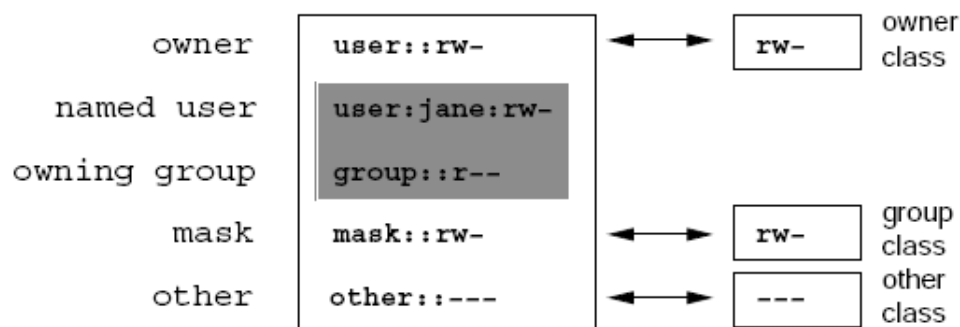 owner user::rw- rw- owner class
named user user:jane:rw-
owning group group::r--
mask mask::rw- rw- group class
other other::--- --- other class